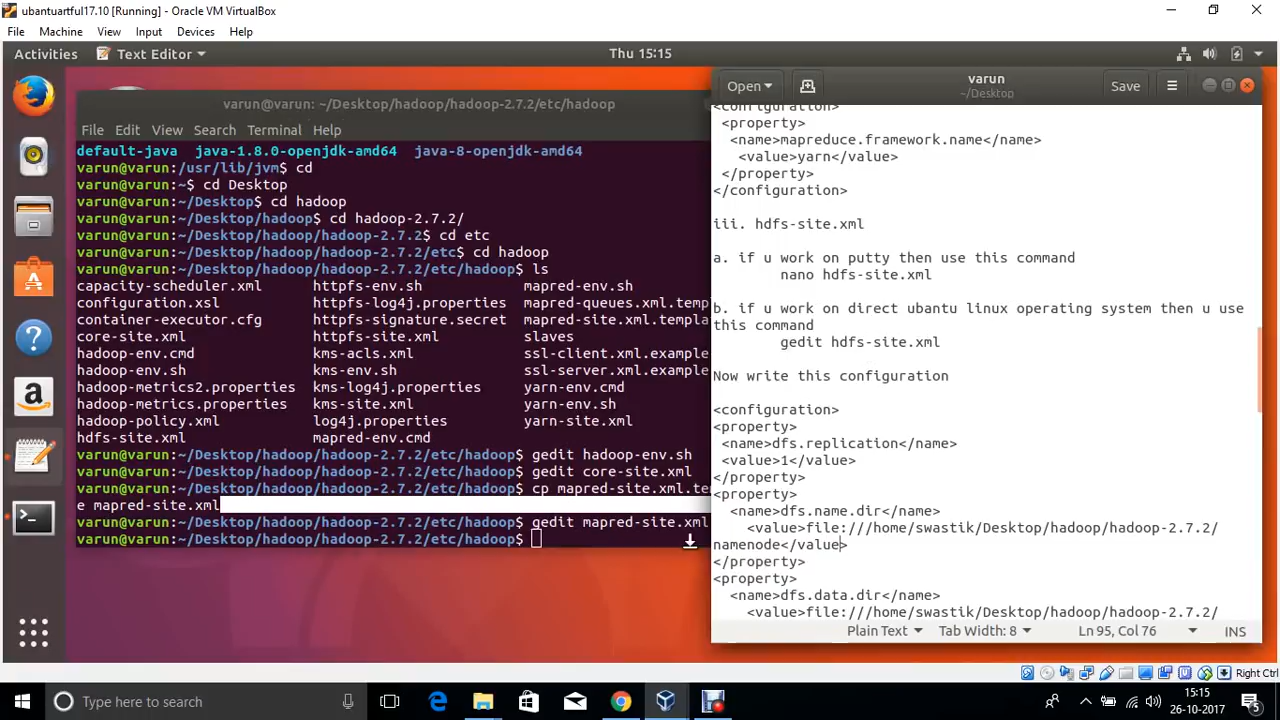 ubantuartful17.10 [Running] - Oracle VM VirtualBox
File Machine View Input Devices Help
Activities Text Editor Thu 15:15
Open varun Save
~/Desktop
varun@varun: ~/Desktop/hadoop/hadoop-2.7.2/etc/hadoop
File Edit View Search Terminal Help
default-java java-1.8.0-openjdk-amd64 java-8-openjdk-amd64
varun@varun:/usr/lib/jvm$ cd
varun@varun:~$ cd Desktop
varun@varun:~/Desktop$ cd hadoop
varun@varun:~/Desktop/hadoop$ cd hadoop-2.7.2/
varun@varun:~/Desktop/hadoop/hadoop-2.7.2$ cd etc
varun@varun:~/Desktop/hadoop/hadoop-2.7.2/etc$ cd hadoop
varun@varun:~/Desktop/hadoop/hadoop-2.7.2/etc/hadoop$ ls
capacity-scheduler.xml httpfs-env.sh mapred-env.sh
configuration.xsl httpfs-log4j.properties mapred-queues.xml.temp
container-executor.cfg httpfs-signature.secret mapred-site.xml.templa
core-site.xml httpfs-site.xml slaves
hadoop-env.cmd kms-acls.xml ssl-client.xml.example
hadoop-env.sh kms-env.sh ssl-server.xml.exampl
hadoop-metrics2.properties kms-log4j.properties yarn-env.cmd
hadoop-metrics.properties kms-site.xml yarn-env.sh
hadoop-policy.xml log4j.properties yarn-site.xml
hdfs-site.xml mapred-env.cmd
varun@varun:~/Desktop/hadoop/hadoop-2.7.2/etc/hadoop$ gedit hadoop-env.sh
varun@varun:~/Desktop/hadoop/hadoop-2.7.2/etc/hadoop$ gedit core-site.xml
varun@varun:~/Desktop/hadoop/hadoop-2.7.2/etc/hadoop$ cp mapred-site.xml.te
e mapred-site.xml
varun@varun:~/Desktop/hadoop/hadoop-2.7.2/etc/hadoop$ gedit mapred-site.xml
varun@varun:~/Desktop/hadoop/hadoop-2.7.2/etc/hadoop$
<configuration>
<property>
<name>mapreduce.framework.name</name>
<value>yarn</value>
</property>
</configuration>
iii. hdfs-site.xml
a. if u work on putty then use this command
nano hdfs-site.xml
b. if u work on direct ubantu linux operating system then u use
this command
gedit hdfs-site.xml
Now write this configuration
<configuration>
<property>
<name>dfs.replication</name>
<value>1</value>
</property>
<property>
<name>dfs.name.dir</name>
<value>file:///home/swastik/Desktop/hadoop/hadoop-2.7.2/
namenode</value>
</property>
<property>
<name>dfs.data.dir</name>
<value>file:///home/swastik/Desktop/hadoop/hadoop-2.7.2/
Plain Text Tab Width: 8 Ln 95, Col 76 INS
Right Ctrl
Type here to search
15:15
26-10-2017
5